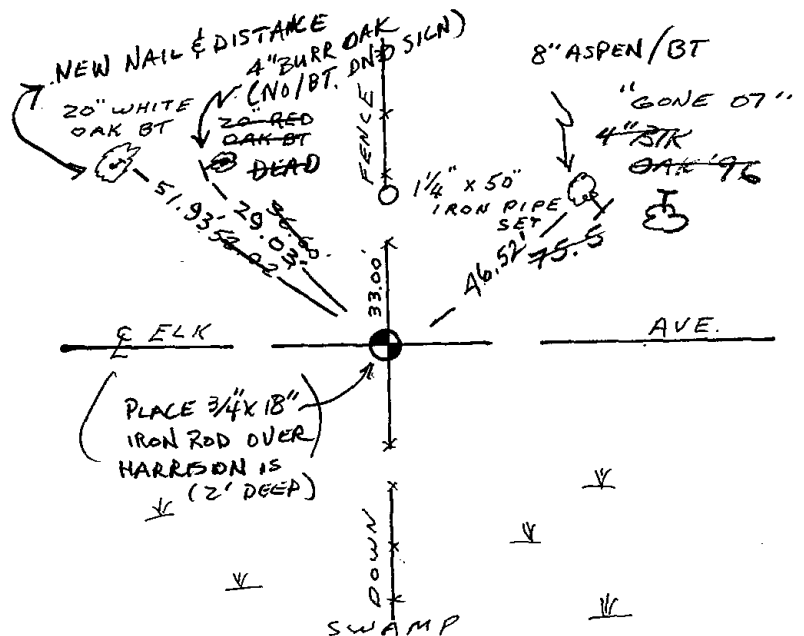 NEW NAIL & DISTANCE
4" BURR OAK
(NO/BT. DND SIGN)
20" WHITE
OAK BT
20" RED
OAK BT
DEAD
FENCE
8" ASPEN/BT
"GONE 07"
4" BTK
OAK '96
1¼" X 50"
IRON PIPE
SET
51.93'
29.03'
46.52'
75.5
33.00'
℄ ELK
AVE.
PLACE 3/4" X 18"
IRON ROD OVER
HARRISON IS
(2' DEEP)
DOWN
SWAMP